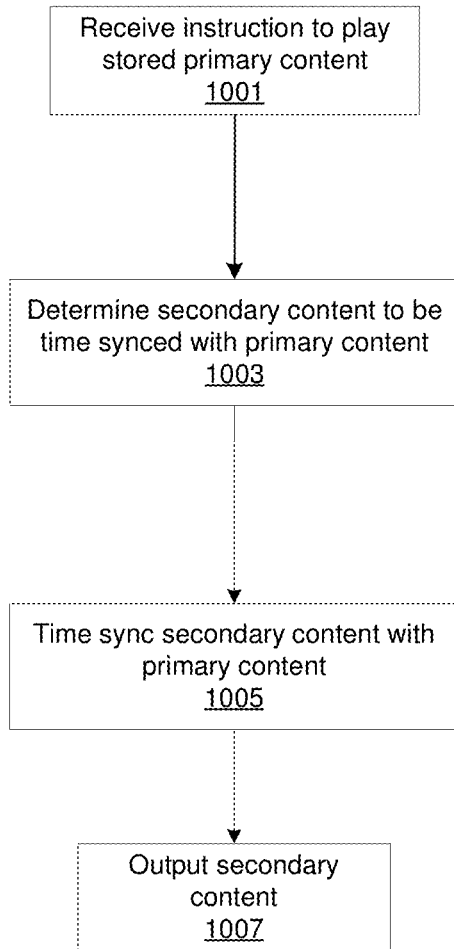 Receive instruction to play
stored primary content
1001
Determine secondary content to be
time synced with primary content
1003
Time sync secondary content with
primary content
1005
Output secondary
content
1007